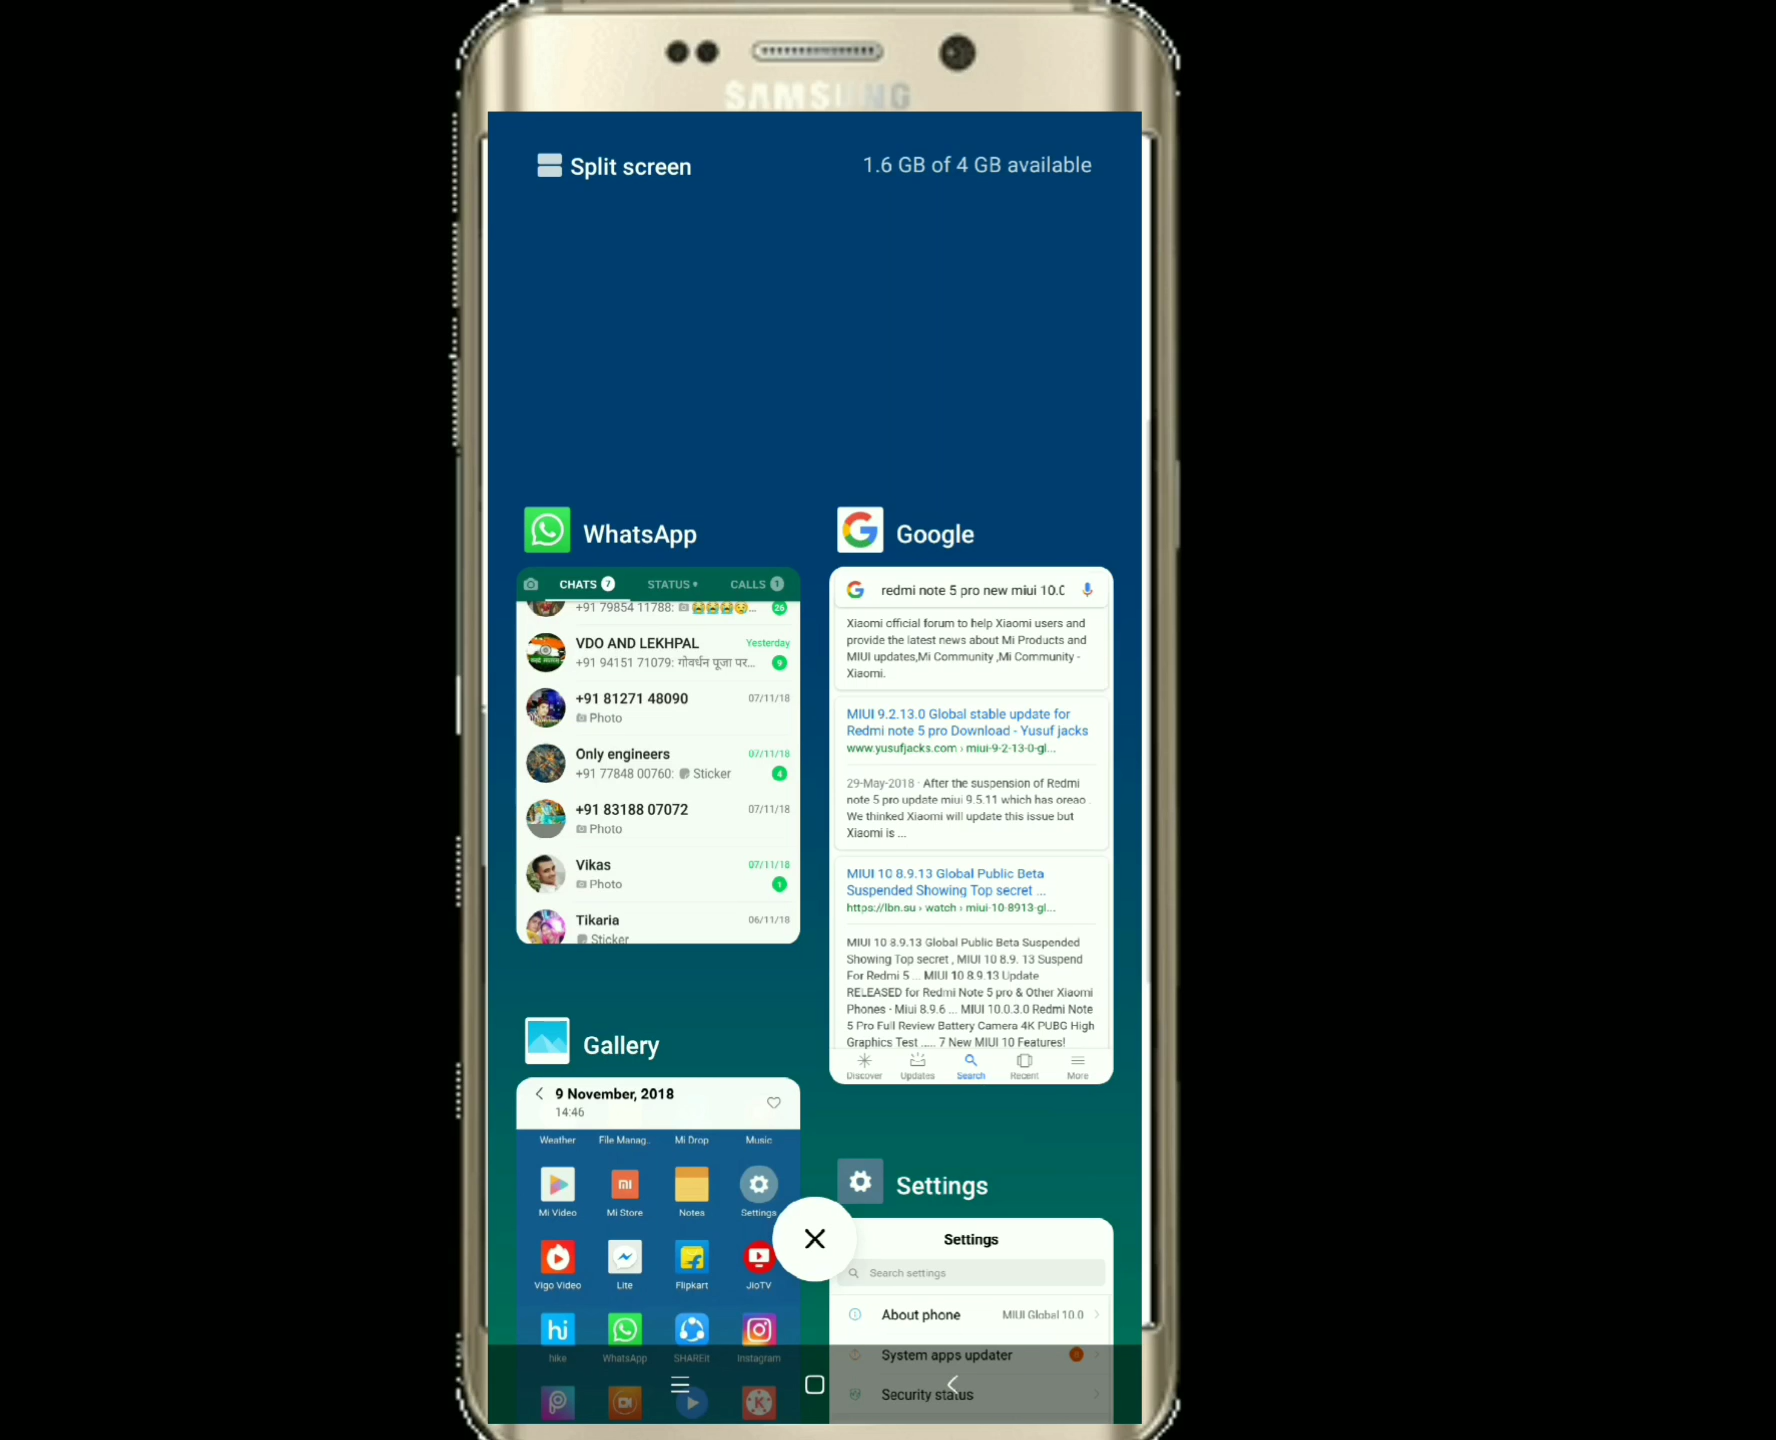 SAMSUNG
Split screen
1.6 GB of 4 GB available
WhatsApp
CHATS 7
STATUS
CALLS 1
+91 79854 11788: 😭😭😭😌...
26
VDO AND LEKHPAL
Yesterday
+91 94151 71079: गोवर्धन पूजा पर...
9
+91 81271 48090
07/11/18
Photo
Only engineers
07/11/18
+91 77848 00760: Sticker
4
+91 83188 07072
07/11/18
Photo
Vikas
07/11/18
Photo
1
Tikaria
06/11/18
Sticker
Google
redmi note 5 pro new miui 10.0
Xiaomi official forum to help Xiaomi users and
provide the latest news about Mi Products and
MIUI updates,Mi Community ,Mi Community -
Xiaomi.
MIUI 9.2.13.0 Global stable update for
Redmi note 5 pro Download - Yusuf jacks
www.yusufjacks.com › miui-9-2-13-0-gl...
29-May-2018 · After the suspension of Redmi
note 5 pro update miui 9.5.11 which has oreao .
We thinked Xiaomi will update this issue but
Xiaomi is ...
MIUI 10 8.9.13 Global Public Beta
Suspended Showing Top secret ...
https://lbn.su › watch › miui-10-8913-gl...
MIUI 10 8.9.13 Global Public Beta Suspended
Showing Top secret , MIUI 10 8.9. 13 Suspend
For Redmi 5 ... MIUI 10 8.9.13 Update
RELEASED for Redmi Note 5 pro & Other Xiaomi
Phones - Miui 8.9.6 ... MIUI 10.0.3.0 Redmi Note
5 Pro Full Review Battery Camera 4K PUBG High
Graphics Test ..... 7 New MIUI 10 Features!
Discover
Updates
Search
Recent
More
Gallery
9 November, 2018
14:46
Weather
File Manag..
Mi Drop
Music
Mi Video
Mi Store
Notes
Settings
Vigo Video
Lite
Flipkart
JioTV
hike
WhatsApp
SHAREit
Instagram
Settings
Settings
Search settings
About phone
MIUI Global 10.0
System apps updater
Security status